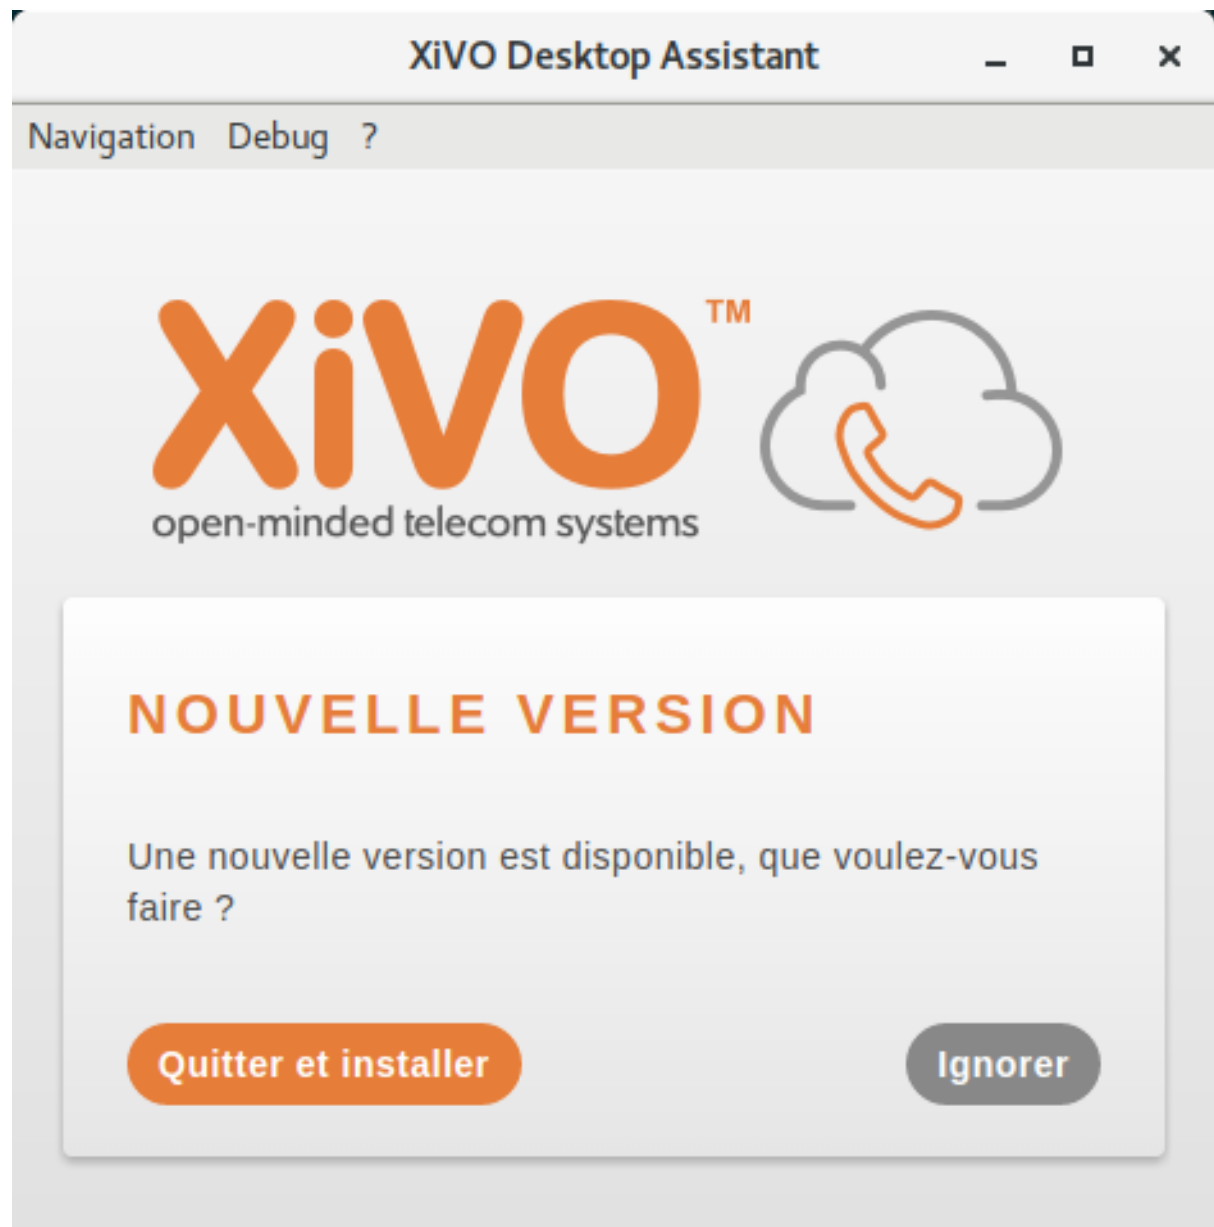 XiVO Desktop Assistant
Navigation Debug ?
XiVO™
open-minded telecom systems
NOUVELLE VERSION
Une nouvelle version est disponible, que voulez-vous
faire ?
Quitter et installer
Ignorer